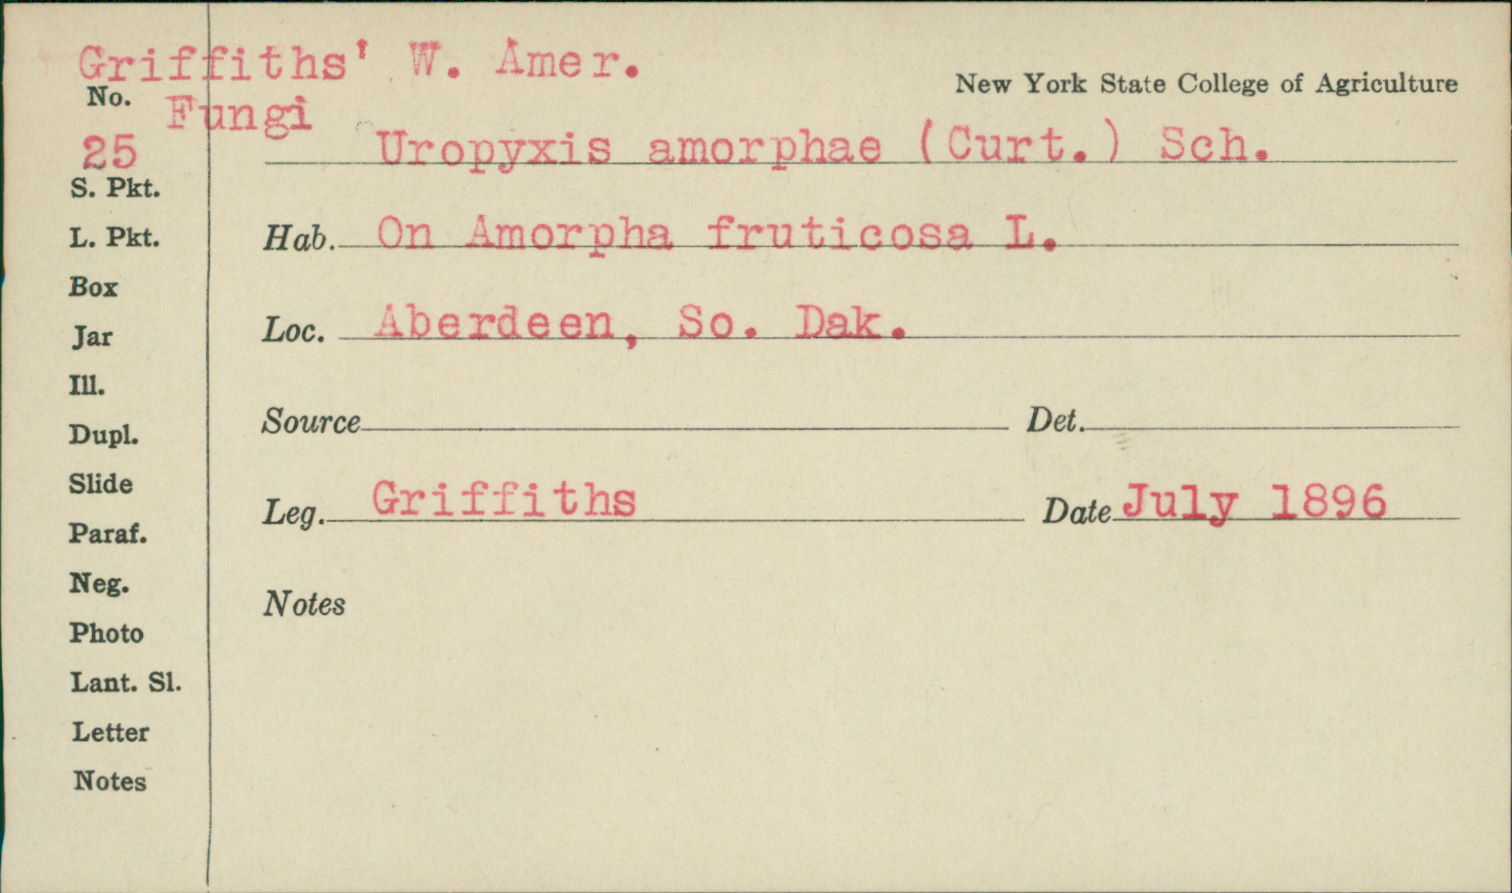 Griffiths' W. Amer.
New York State College of Agriculture
No.
Fungi
25
Uropyxis amorphae (Curt.) Sch.
S. Pkt.
L. Pkt.
Hab. On Amorpha fruticosa L.
Box
Jar
Loc. Aberdeen, So. Dak.
Ill.
Dupl.
Source
Det.
Slide
Leg. Griffiths
Date July 1896
Paraf.
Neg.
Notes
Photo
Lant. Sl.
Letter
Notes